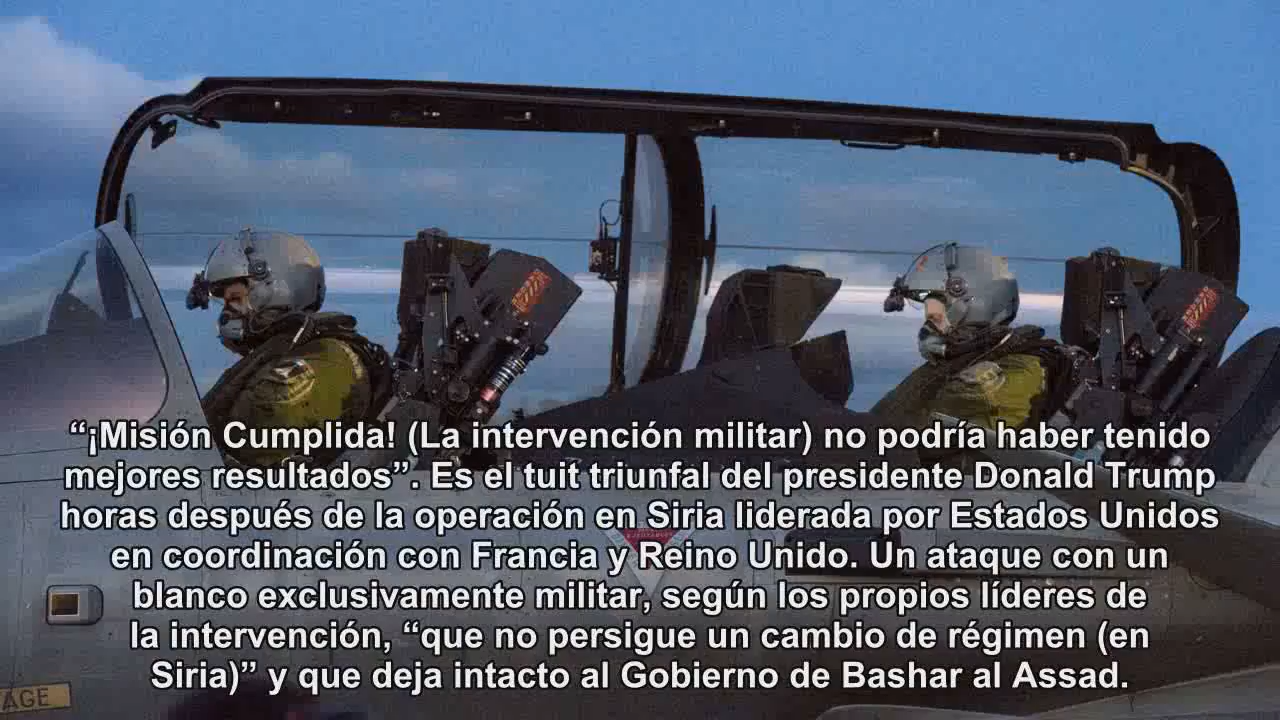 “¡Misión Cumplida! (La intervención militar) no podría haber tenido
mejores resultados”. Es el tuit triunfal del presidente Donald Trump
horas después de la operación en Siria liderada por Estados Unidos
en coordinación con Francia y Reino Unido. Un ataque con un
blanco exclusivamente militar, según los propios líderes de
la intervención, “que no persigue un cambio de régimen (en
Siria)” y que deja intacto al Gobierno de Bashar al Assad.
AGE